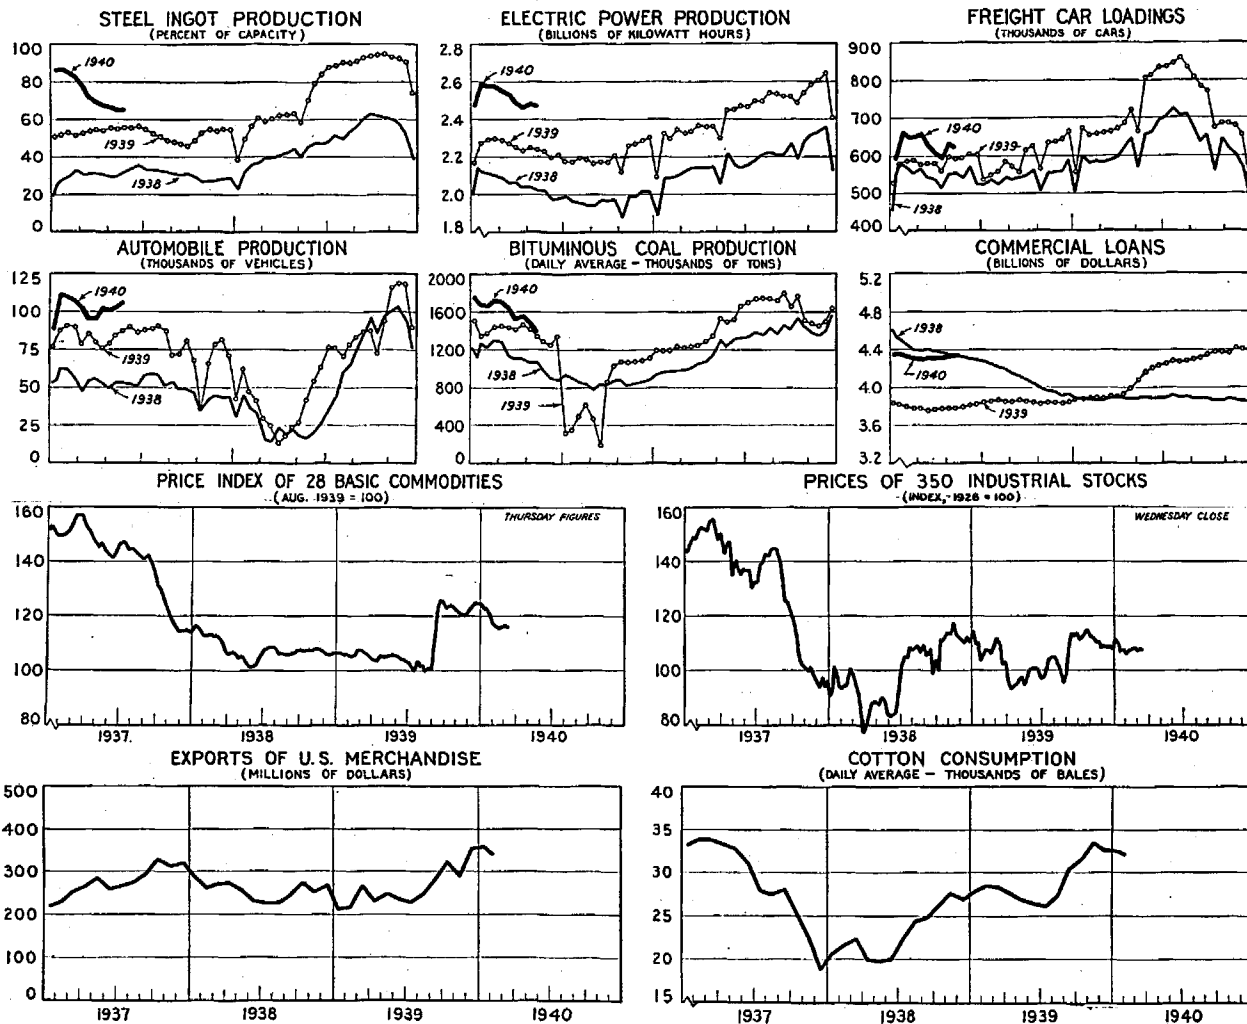 STEEL INGOT PRODUCTION
(PERCENT OF CAPACITY)
100
80
60
40
20
0
1940
1939
1938
ELECTRIC POWER PRODUCTION
(BILLIONS OF KILOWATT HOURS)
2.8
2.6
2.4
2.2
2.0
1.8
1940
1939
1938
FREIGHT CAR LOADINGS
(THOUSANDS OF CARS)
900
800
700
600
500
400
1940
1939
1938
AUTOMOBILE PRODUCTION
(THOUSANDS OF VEHICLES)
125
100
75
50
25
0
1940
1939
1938
BITUMINOUS COAL PRODUCTION
(DAILY AVERAGE - THOUSANDS OF TONS)
2000
1600
1200
800
400
0
1940
1938
1939
COMMERCIAL LOANS
(BILLIONS OF DOLLARS)
5.2
4.8
4.4
4.0
3.6
3.2
1938
1940
1939
PRICE INDEX OF 28 BASIC COMMODITIES
(AUG. 1939 = 100)
THURSDAY FIGURES
160
140
120
100
80
1937 1938 1939 1940
PRICES OF 350 INDUSTRIAL STOCKS
(INDEX, 1926 = 100)
WEDNESDAY CLOSE
160
140
120
100
80
1937 1938 1939 1940
EXPORTS OF U.S. MERCHANDISE
(MILLIONS OF DOLLARS)
500
400
300
200
100
0
1937 1938 1939 1940
COTTON CONSUMPTION
(DAILY AVERAGE - THOUSANDS OF BALES)
40
35
30
25
20
15
1937 1938 1939 1940